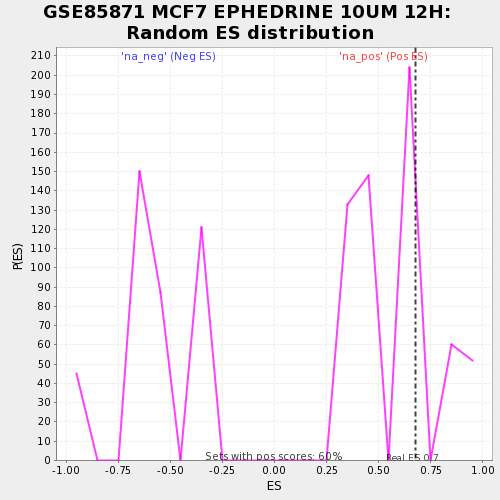 GSE85871 MCF7 EPHEDRINE 10UM 12H:
Random ES distribution
'na_neg' (Neg ES)
'na_pos' (Pos ES)
210
200
190
180
170
160
150
140
130
120
110
100
90
80
70
60
50
40
30
20
10
0
P(ES)
Sets with pos scores: 60%
Real ES 0.7
-1.00 -0.75 -0.50 -0.25 0.00 0.25 0.50 0.75 1.00
ES